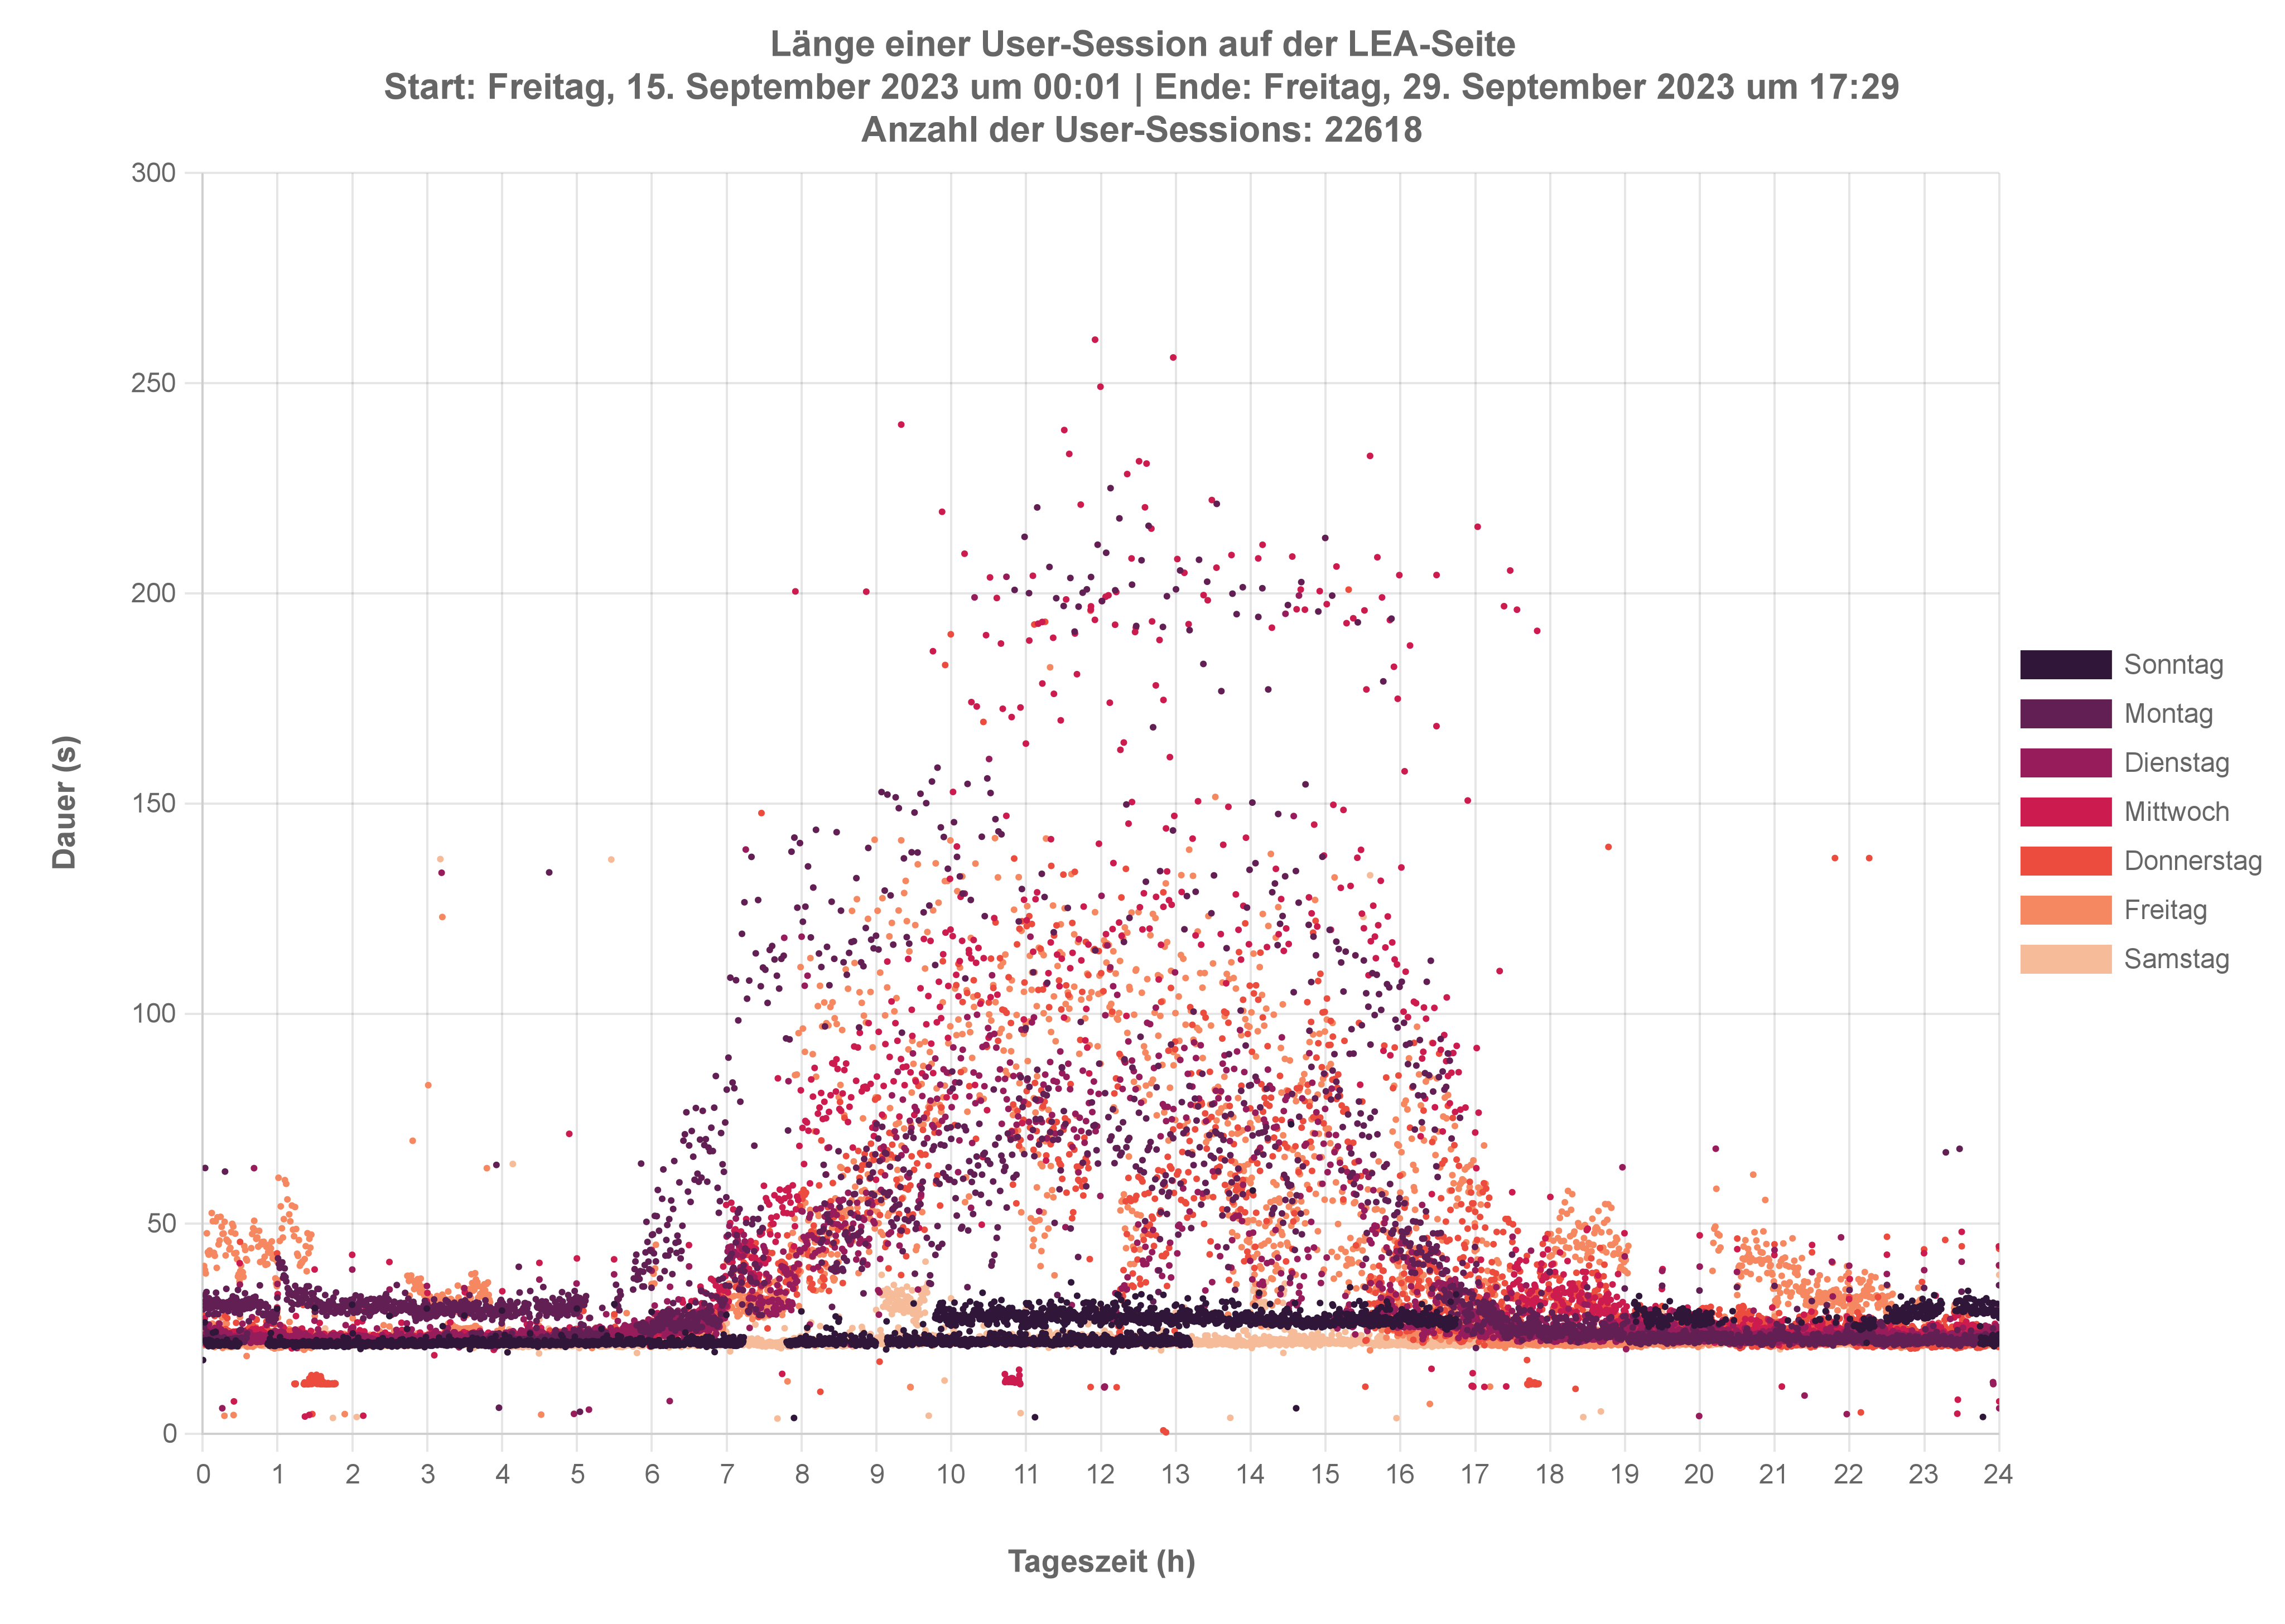 Länge einer User-Session auf der LEA-Seite
Start: Freitag, 15. September 2023 um 00:01 | Ende: Freitag, 29. September 2023 um 17:29
Anzahl der User-Sessions: 22618
300
250
200
150
100
50
0
Dauer (s)
0 1 2 3 4 5 6 7 8 9 10 11 12 13 14 15 16 17 18 19 20 21 22 23 24
Tageszeit (h)
Sonntag
Montag
Dienstag
Mittwoch
Donnerstag
Freitag
Samstag